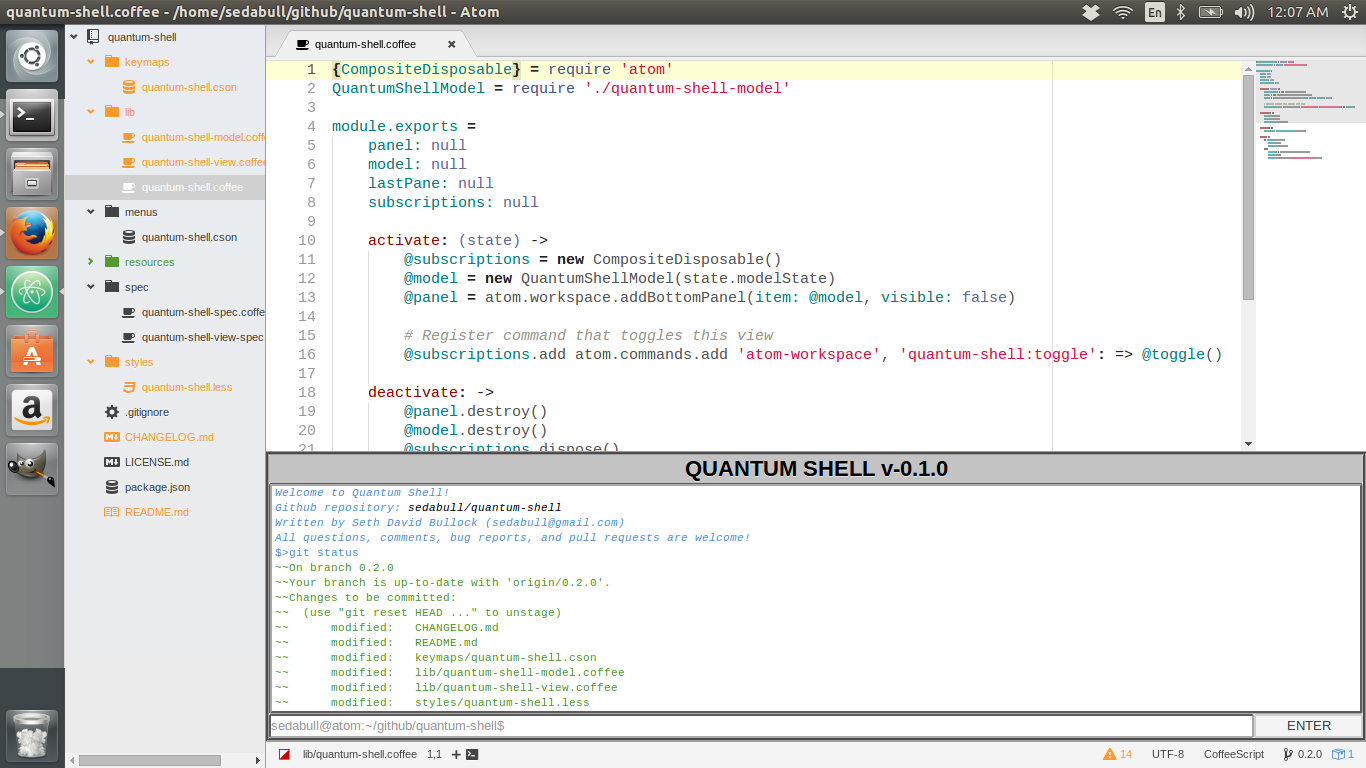 quantum-shell.coffee - /home/sedabull/github/quantum-shell - Atom
En
12:07 AM
quantum-shell
keymaps
quantum-shell.cson
lib
quantum-shell-model.coffe
quantum-shell-view.coffee
quantum-shell.coffee
menus
quantum-shell.cson
resources
spec
quantum-shell-spec.coffe
quantum-shell-view-spec
styles
quantum-shell.less
.gitignore
CHANGELOG.md
LICENSE.md
package.json
README.md
quantum-shell.coffee
1 {CompositeDisposable} = require 'atom'
2 QuantumShellModel = require './quantum-shell-model'
3
4 module.exports =
5     panel: null
6     model: null
7     lastPane: null
8     subscriptions: null
9
10     activate: (state) ->
11         @subscriptions = new CompositeDisposable()
12         @model = new QuantumShellModel(state.modelState)
13         @panel = atom.workspace.addBottomPanel(item: @model, visible: false)
14
15         # Register command that toggles this view
16         @subscriptions.add atom.commands.add 'atom-workspace', 'quantum-shell:toggle': => @toggle()
17
18     deactivate: ->
19         @panel.destroy()
20         @model.destroy()
21         @subscriptions.dispose()
QUANTUM SHELL v-0.1.0
Welcome to Quantum Shell!
Github repository: sedabull/quantum-shell
Written by Seth David Bullock (sedabull@gmail.com)
All questions, comments, bug reports, and pull requests are welcome!
$>git status
~~On branch 0.2.0
~~Your branch is up-to-date with 'origin/0.2.0'.
~~Changes to be committed:
~~  (use "git reset HEAD ..." to unstage)
~~      modified:   CHANGELOG.md
~~      modified:   README.md
~~      modified:   keymaps/quantum-shell.cson
~~      modified:   lib/quantum-shell-model.coffee
~~      modified:   lib/quantum-shell-view.coffee
~~      modified:   styles/quantum-shell.less
sedabull@atom:~/github/quantum-shell$
ENTER
lib/quantum-shell.coffee 1,1
14 UTF-8 CoffeeScript 0.2.0 1